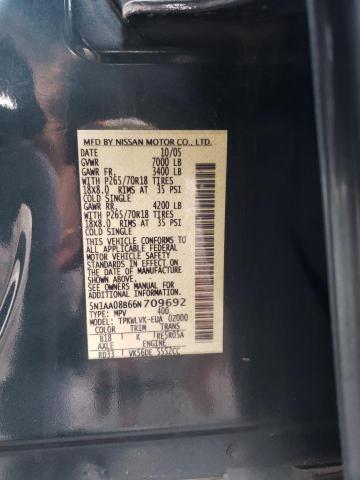 MFD BY NISSAN MOTOR CO., LTD.
DATE 10/05
GVWR 7000 LB
GAWR FR. 3400 LB
WITH P265/70R18 TIRES
18X8.0 RIMS AT 35 PSI
COLD SINGLE
GAWR RR. 4200 LB
WITH P265/70R18 TIRES
18X8.0 RIMS AT 35 PSI
COLD SINGLE
THIS VEHICLE CONFORMS TO
ALL APPLICABLE FEDERAL
MOTOR VEHICLE SAFETY
STANDARDS IN EFFECT ON
THE DATE OF MANUFACTURE
SHOWN ABOVE.
SEE OWNERS MANUAL FOR
ADDITIONAL INFORMATION
5N1AA08B66N709692
TYPE: MPV 400
MODEL: TPKWLVK-EUA 02000
COLOR TRIM TRANS
B18 K RE5R05A
AXLE ENGINE
RD33 VK56DE 5552CC